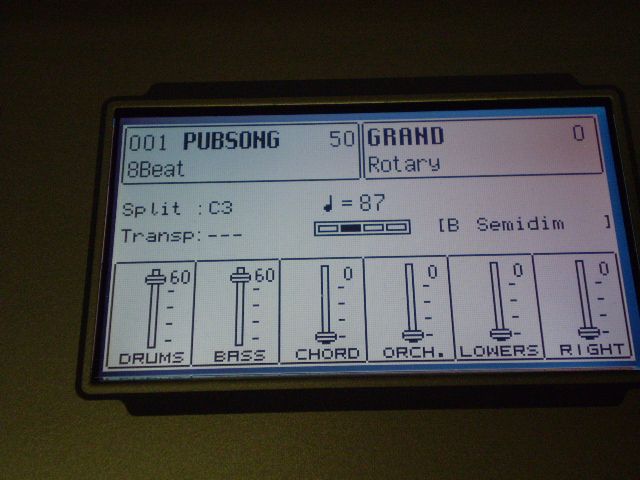 001 PUBSONG 50
8Beat
GRAND 0
Rotary
Split :C3
♩=87
Transp:---
[B Semidim ]
60 60 0 0 0 0
DRUMS BASS CHORD ORCH. LOWERS RIGHT